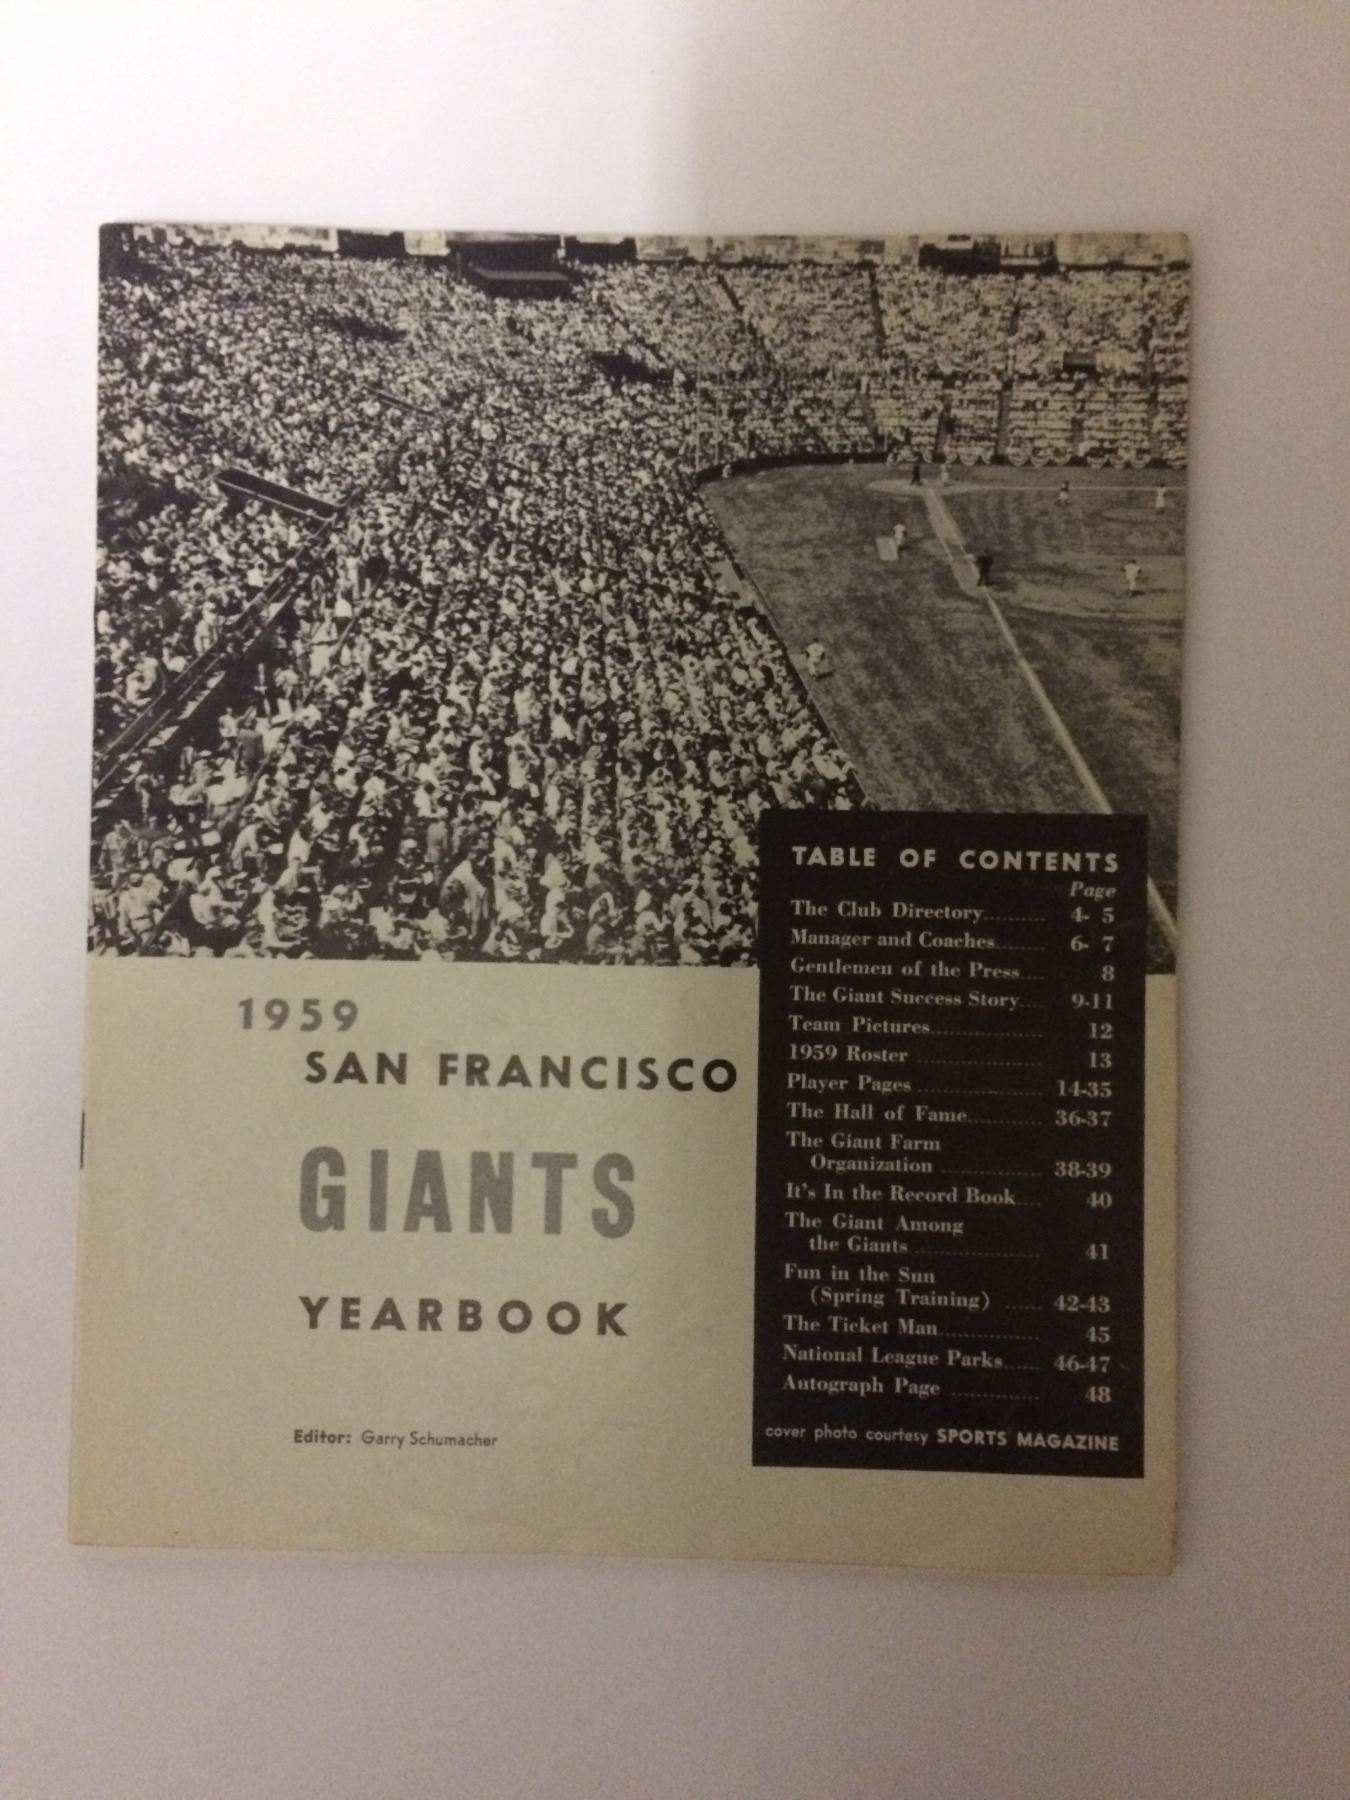 1959
SAN FRANCISCO
GIANTS
YEARBOOK
Editor: Garry Schumacher
TABLE OF CONTENTS
Page
The Club Directory.......... 4- 5
Manager and Coaches........ 6- 7
Gentlemen of the Press.... 8
The Giant Success Story.... 9-11
Team Pictures.................. 12
1959 Roster .................... 13
Player Pages .................... 14-35
The Hall of Fame............ 36-37
The Giant Farm
Organization ................ 38-39
It's In the Record Book.... 40
The Giant Among
the Giants .................... 41
Fun in the Sun
(Spring Training) ...... 42-43
The Ticket Man................ 45
National League Parks...... 46-47
Autograph Page .............. 48
cover photo courtesy SPORTS MAGAZINE